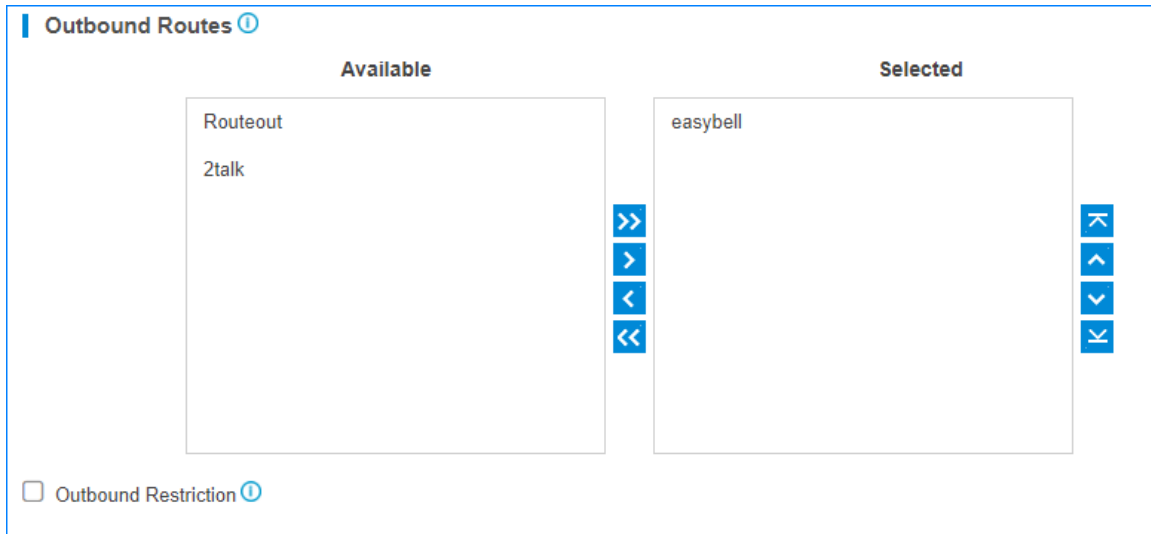 Outbound Routes
Available Selected
Routeout easybell
2talk
Outbound Restriction